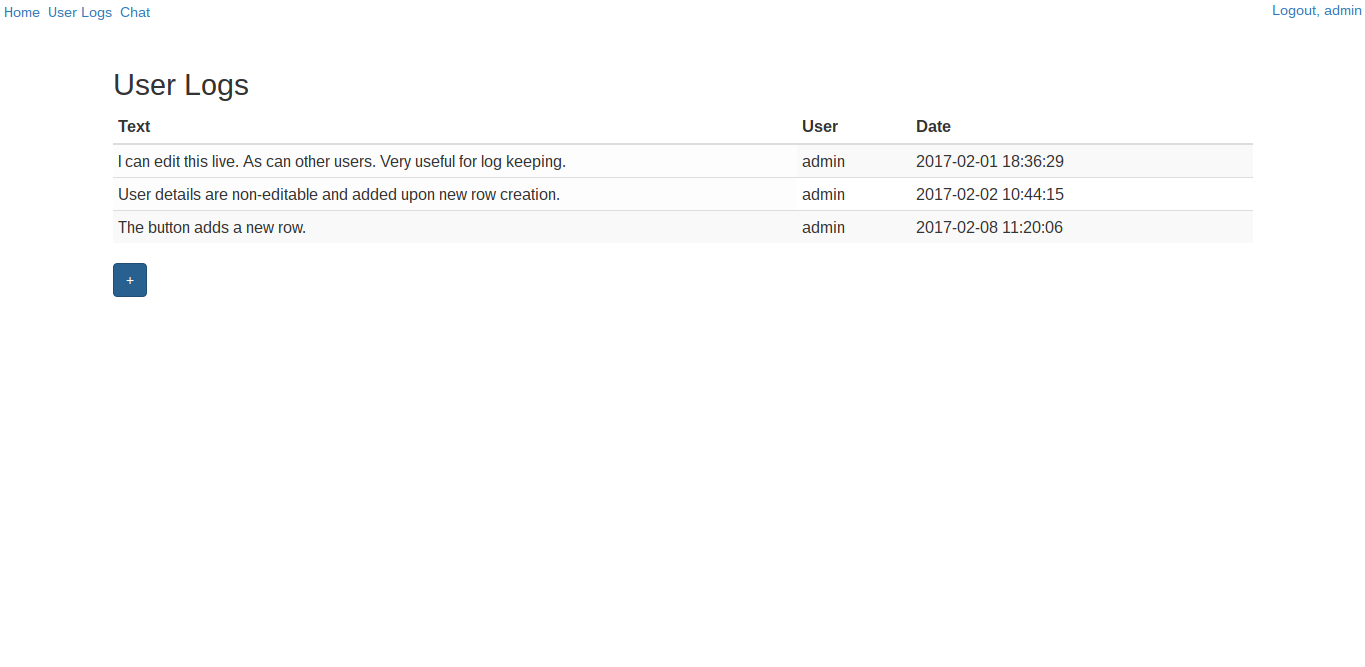 Home User Logs Chat Logout, admin
User Logs
Text User Date
I can edit this live. As can other users. Very useful for log keeping. admin 2017-02-01 18:36:29
User details are non-editable and added upon new row creation. admin 2017-02-02 10:44:15
The button adds a new row. admin 2017-02-08 11:20:06
+